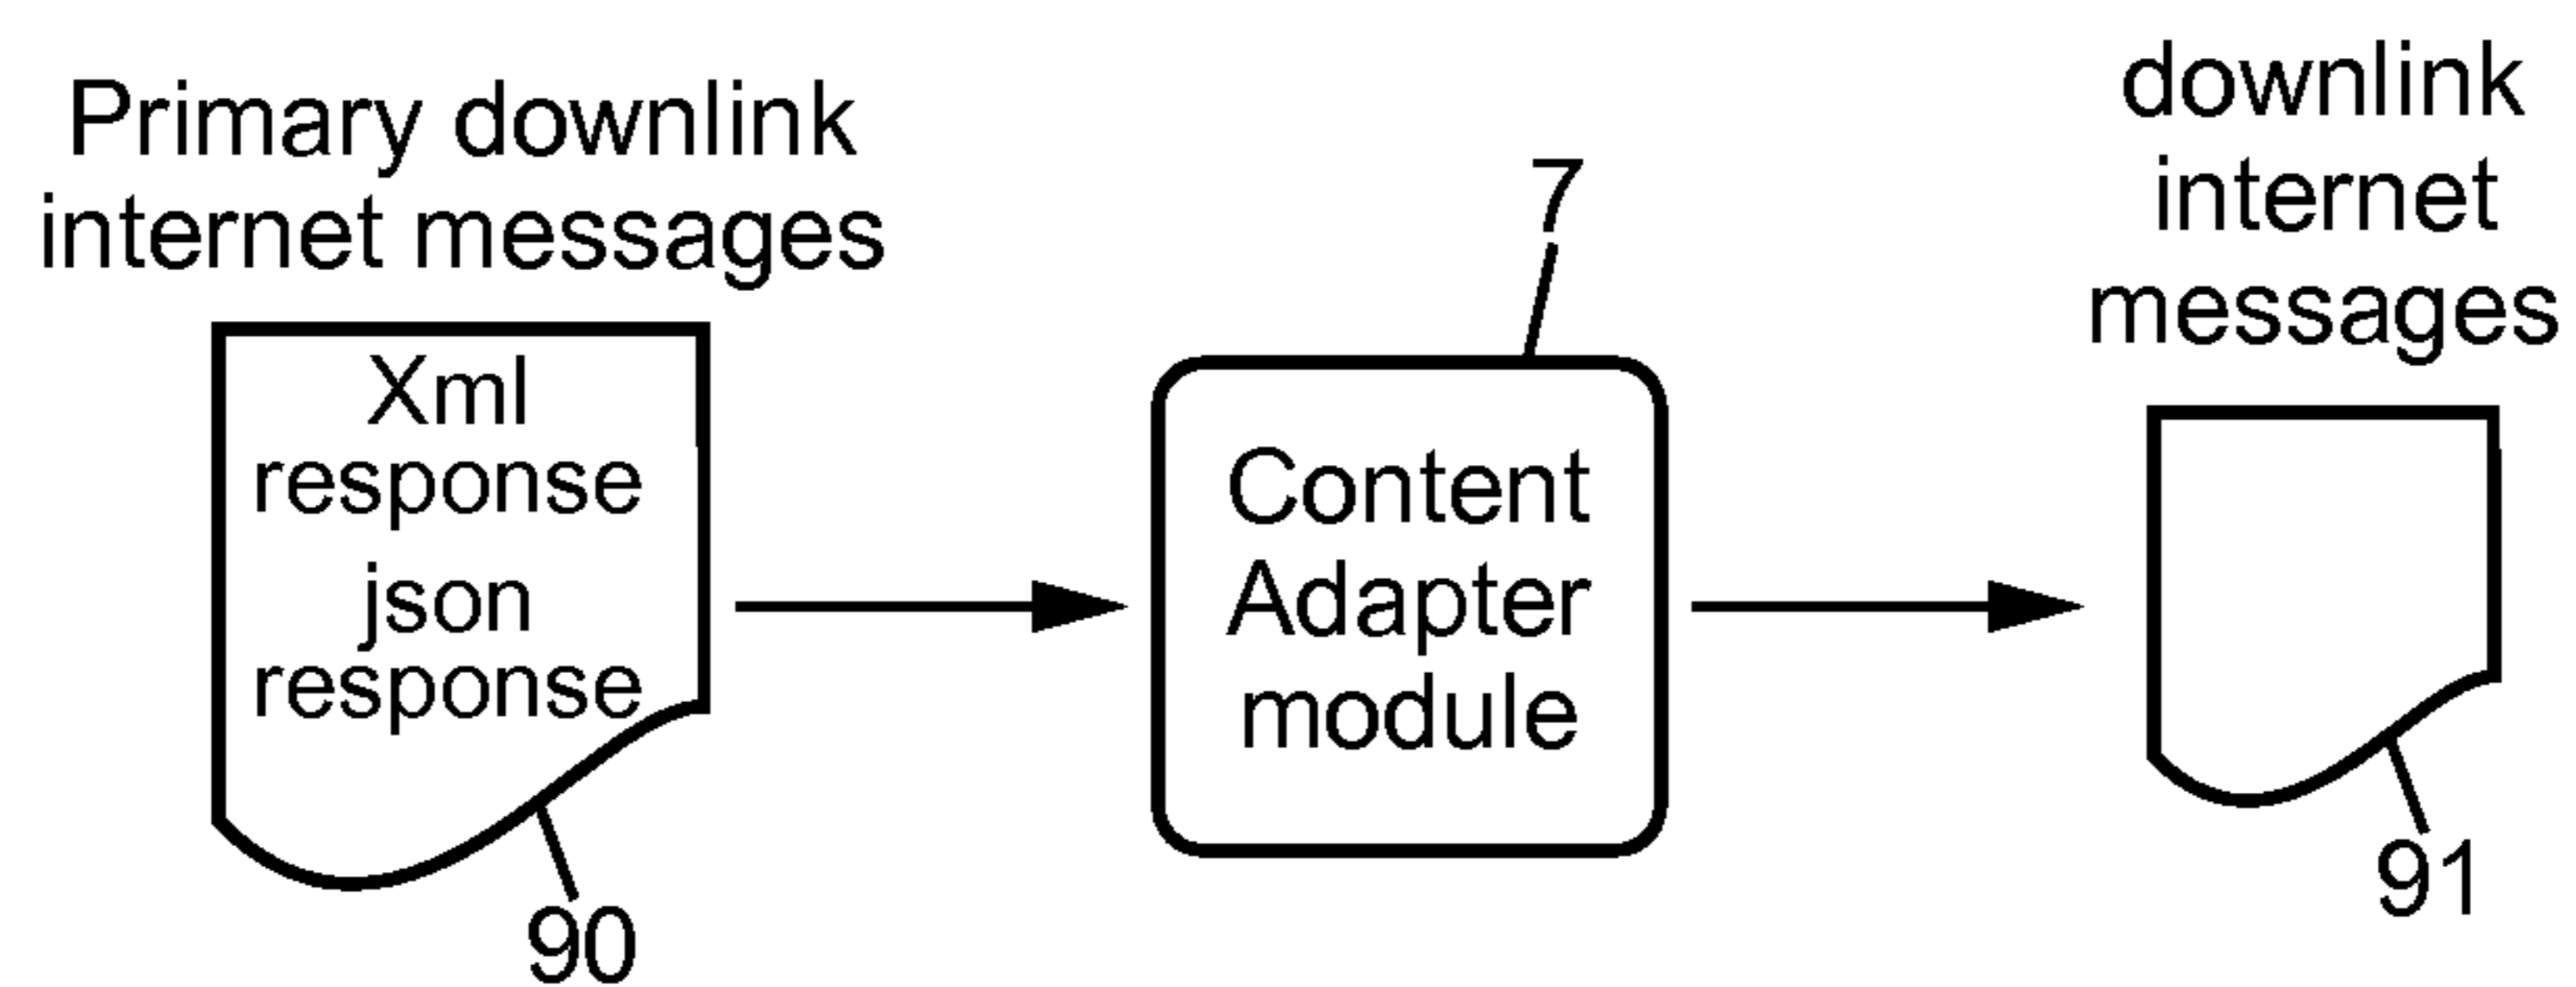 Primary downlink
internet messages
Xml
response
json
response
90
7
Content
Adapter
module
downlink
internet
messages
91